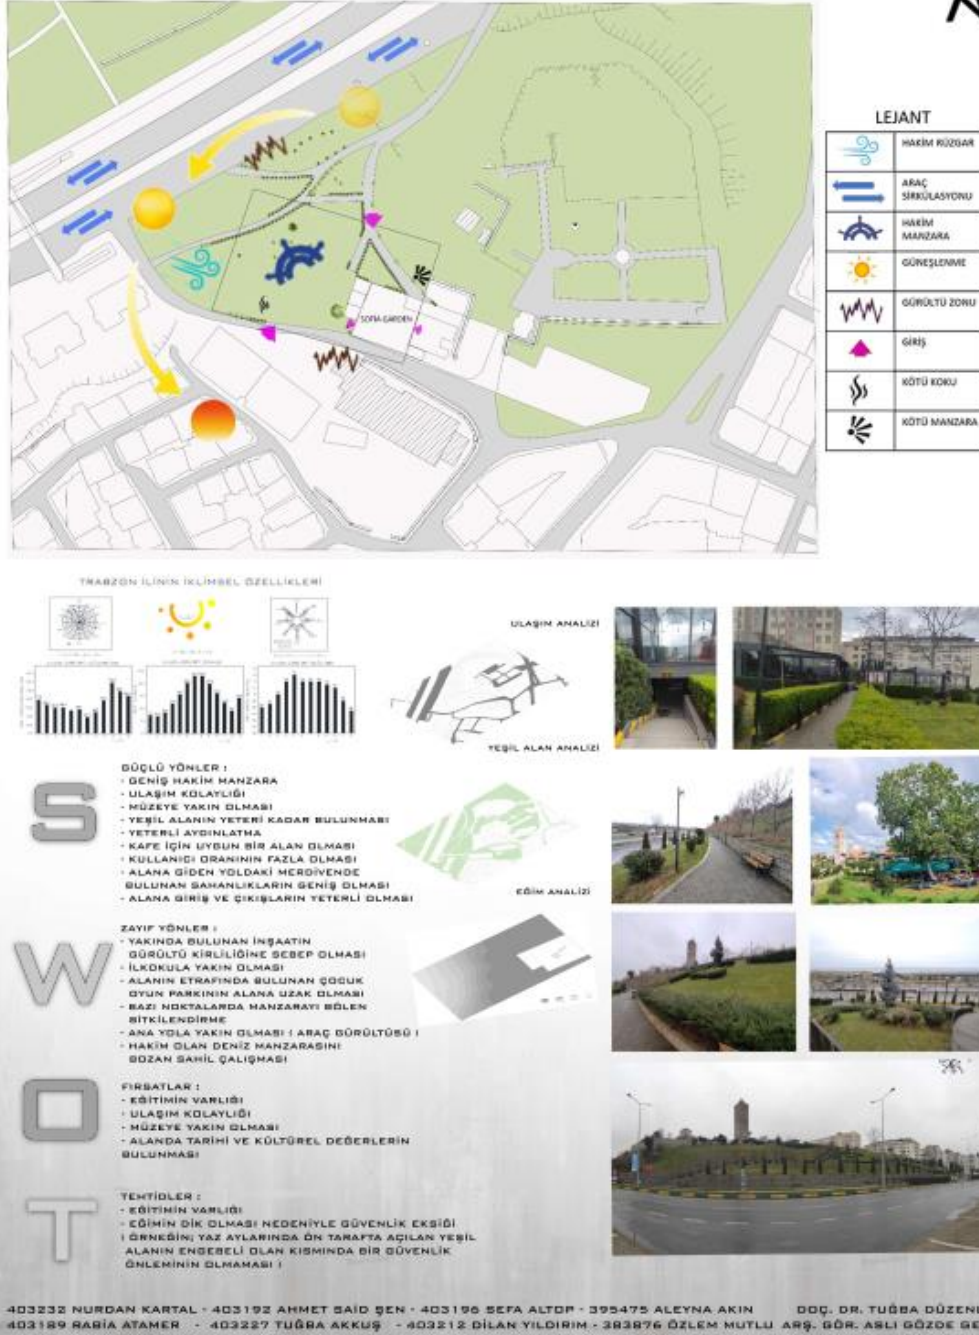 LEJANT
HAKİM RÜZGAR
ARAÇ
SİRKÜLASYONU
HAKİM
MANZARA
GÜNEŞLENME
GÜRÜLTÜ ZONU
GİRİŞ
KÖTÜ KOKU
KÖTÜ MANZARA
SOFIA GARDEN
TRABZON İLİNİN İKLİMSEL ÖZELLİKLERİ
ULAŞIM ANALİZİ
YEŞİL ALAN ANALİZİ
EĞİM ANALİZİ
S
GÜÇLÜ YÖNLER :
- GENİŞ HAKİM MANZARA
- ULAŞIM KOLAYLIĞI
- MÜZEYE YAKIN OLMASI
- YEŞİL ALANIN YETERİ KADAR BULUNMASI
- YETERLİ AYDINLATMA
- KAFE İÇİN UYGUN BİR ALAN OLMASI
- KULLANICI ORANININ FAZLA OLMASI
- ALANA GİDEN YOLDAKİ MERDİVENDE
BULUNAN SAHANLIKLARIN GENİŞ OLMASI
- ALANA GİRİŞ VE ÇIKIŞLARIN YETERLİ OLMASI
W
ZAYIF YÖNLER :
- YAKINDA BULUNAN İNŞAATIN
GÜRÜLTÜ KİRLİLİĞİNE SEBEP OLMASI
- İLKOKULA YAKIN OLMASI
- ALANIN ETRAFINDA BULUNAN ÇOCUK
OYUN PARKININ ALANA UZAK OLMASI
- BAZI NOKTALARDA MANZARAYI BÖLEN
BİTKİLENDİRME
- ANA YOLA YAKIN OLMASI ( ARAÇ GÜRÜLTÜSÜ )
- HAKİM OLAN DENİZ MANZARASINI
BOZAN SAHİL ÇALIŞMASI
O
FIRSATLAR :
- EĞİTİMİN VARLIĞI
- ULAŞIM KOLAYLIĞI
- MÜZEYE YAKIN OLMASI
- ALANDA TARİHİ VE KÜLTÜREL DEĞERLERİN
BULUNMASI
T
TEHTİDLER :
- EĞİTİMİN VARLIĞI
- EĞİMİN DİK OLMASI NEDENİYLE GÜVENLİK EKSİĞİ
( ÖRNEĞİN; YAZ AYLARINDA ÖN TARAFTA AÇILAN YEŞİL
ALANIN ENGEBELİ OLAN KISMINDA BİR GÜVENLİK
ÖNLEMİNİN OLMAMASI )
403232 NURDAN KARTAL - 403192 AHMET SAİD ŞEN - 403196 SEFA ALTOP - 395475 ALEYNA AKIN DOÇ. DR. TUĞBA DÜZENL
403189 RABİA ATAMER - 403227 TUĞBA AKKUŞ - 403212 DİLAN YILDIRIM - 383876 ÖZLEM MUTLU ARŞ. GÖR. ASLI GÖZDE GE